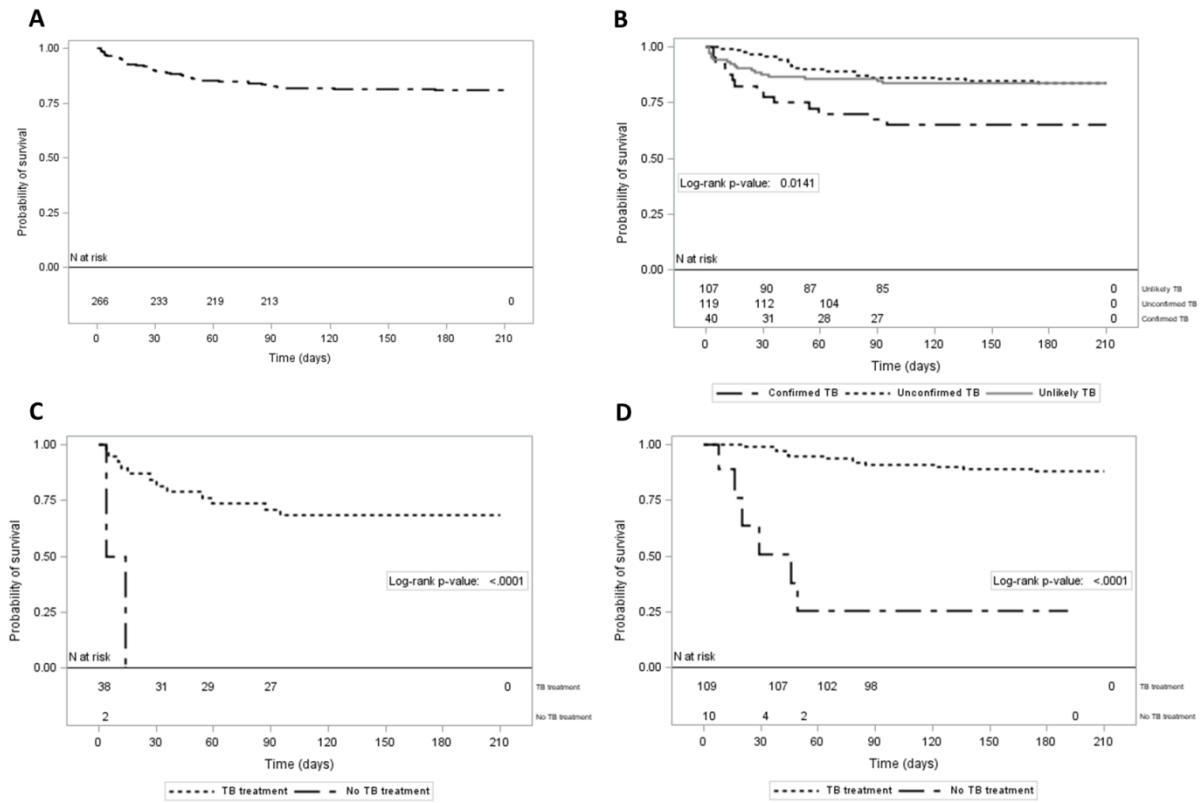 A
1.00
0.75
0.50
0.25
0.00
Probability of survival
N at risk
266 233 219 213 0
0 30 60 90 120 150 180 210
Time (days)
B
1.00
0.75
0.50
0.25
0.00
Probability of survival
Log-rank p-value: 0.0141
N at risk
107 90 87 85 0 Unlikely TB
119 112 104 0 Unconfirmed TB
40 31 28 27 0 Confirmed TB
0 30 60 90 120 150 180 210
Time (days)
Confirmed TB Unconfirmed TB Unlikely TB
C
1.00
0.75
0.50
0.25
0.00
Probability of survival
Log-rank p-value: <.0001
N at risk
38 31 29 27 0 TB treatment
2 No TB treatment
0 30 60 90 120 150 180 210
Time (days)
TB treatment No TB treatment
D
1.00
0.75
0.50
0.25
0.00
Probability of survival
Log-rank p-value: <.0001
N at risk
109 107 102 98 0 TB treatment
10 4 2 0 No TB treatment
0 30 60 90 120 150 180 210
Time (days)
TB treatment No TB treatment